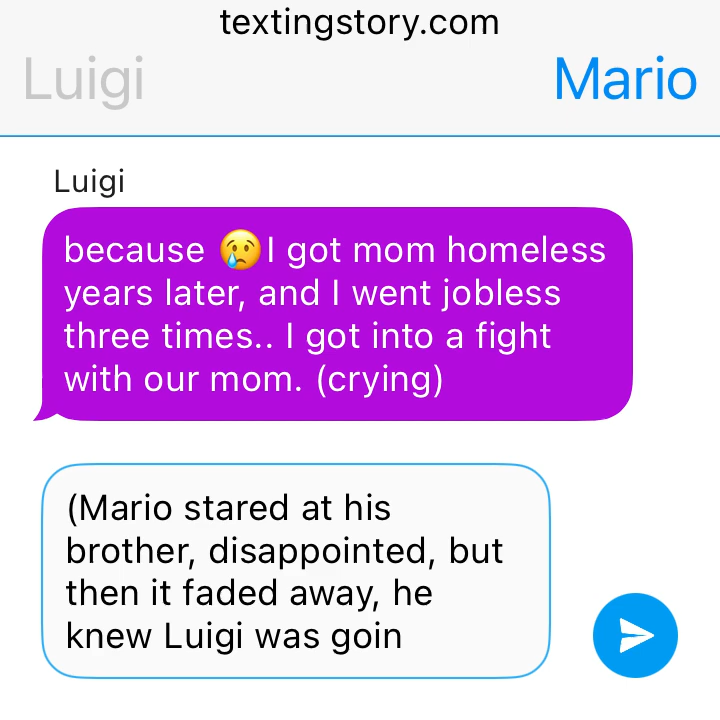 textingstory.com
Luigi Mario
Luigi
because 😢I got mom homeless
years later, and I went jobless
three times.. I got into a fight
with our mom. (crying)
(Mario stared at his
brother, disappointed, but
then it faded away, he
knew Luigi was goin